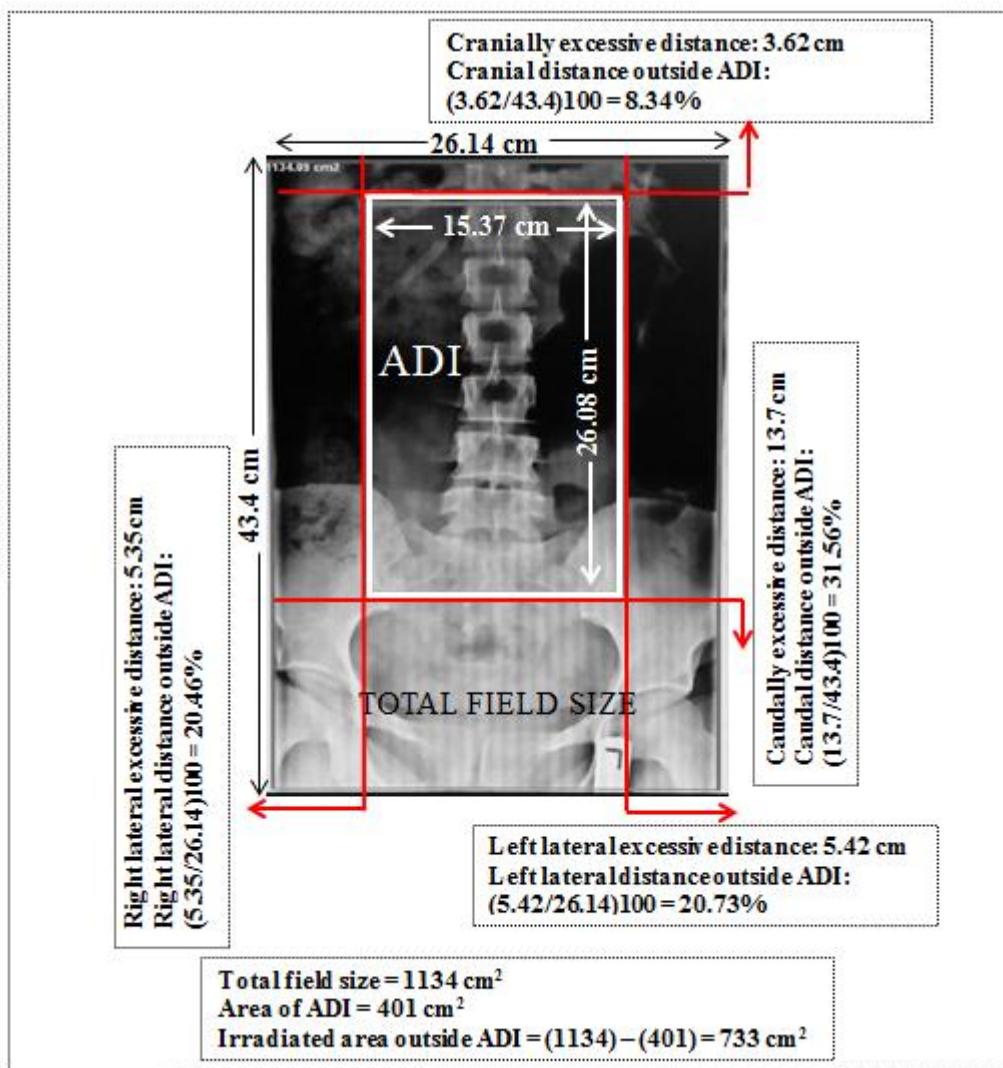 Cranially excessive distance: 3.62 cm
Cranial distance outside ADI:
(3.62/43.4)100 = 8.34%
26.14 cm
1134.09 cm2
15.37 cm
ADI
26.08 cm
43.4 cm
Right lateral excessive distance: 5.35 cm
Right lateral distance outside ADI:
(5.35/26.14)100 = 20.46%
Caudally excessive distance: 13.7 cm
Caudal distance outside ADI:
(13.7/43.4)100 = 31.56%
TOTAL FIELD SIZE
Left lateral excessive distance: 5.42 cm
Left lateral distance outside ADI:
(5.42/26.14)100 = 20.73%
Total field size = 1134 cm²
Area of ADI = 401 cm²
Irradiated area outside ADI = (1134) – (401) = 733 cm²